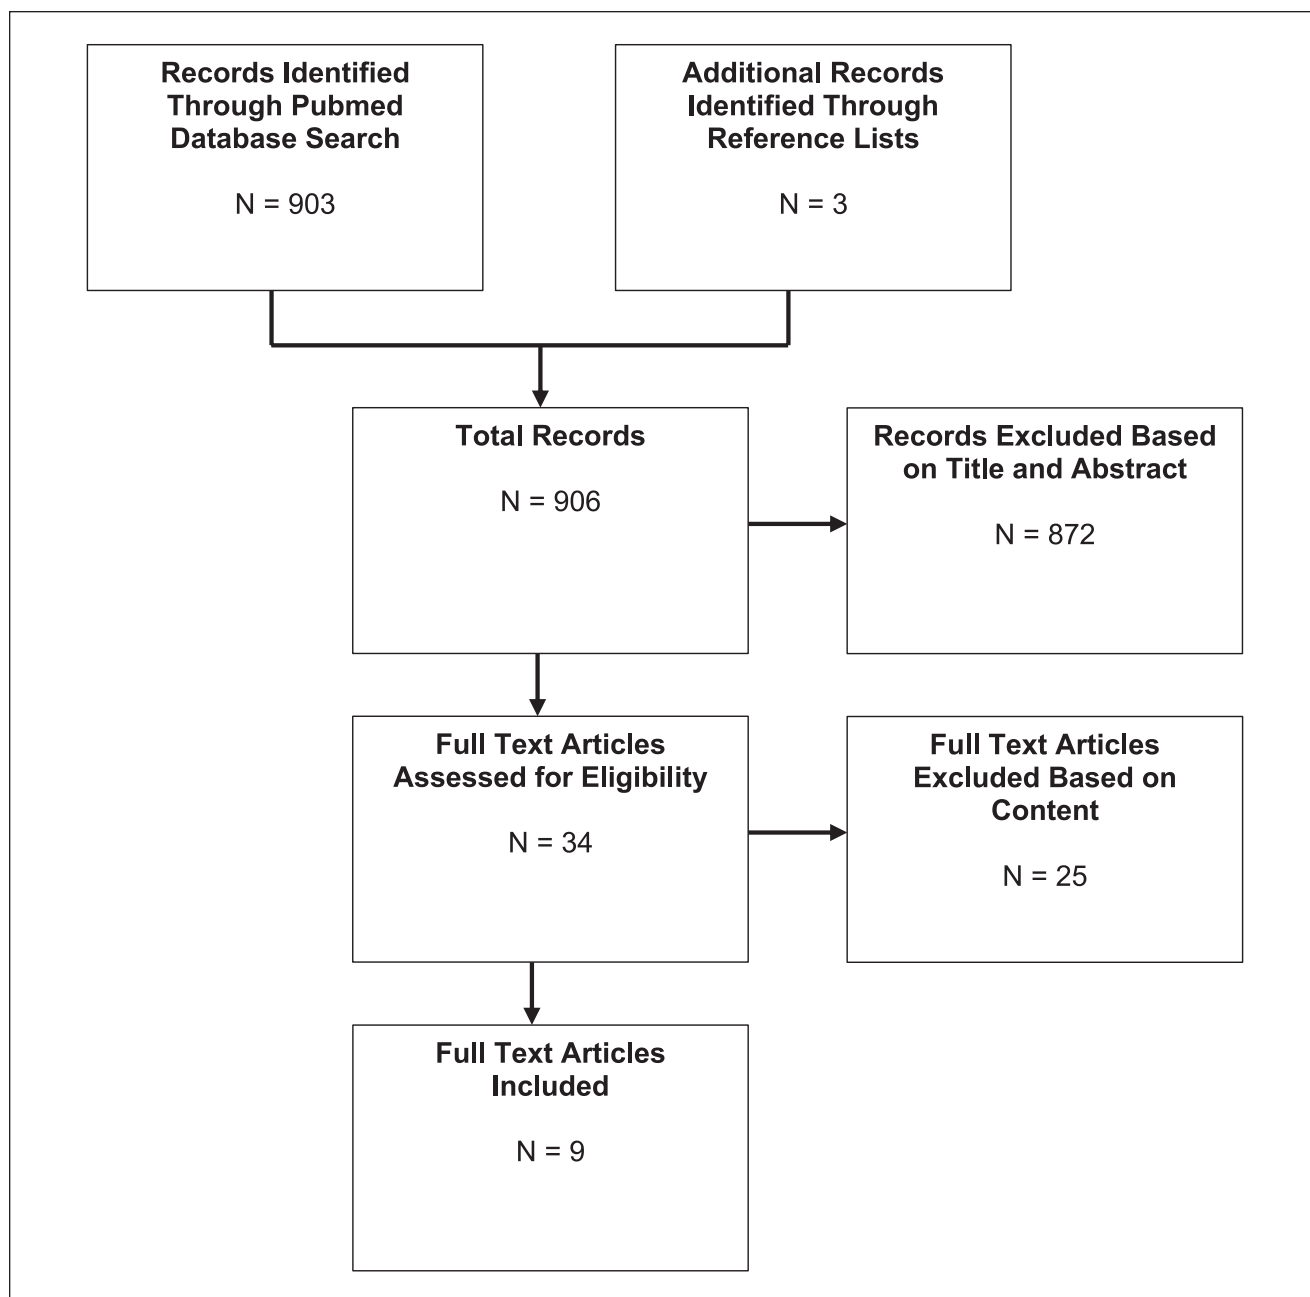 Records Identified
Through Pubmed
Database Search
N = 903
Additional Records
Identified Through
Reference Lists
N = 3
Total Records
N = 906
Records Excluded Based
on Title and Abstract
N = 872
Full Text Articles
Assessed for Eligibility
N = 34
Full Text Articles
Excluded Based on
Content
N = 25
Full Text Articles
Included
N = 9